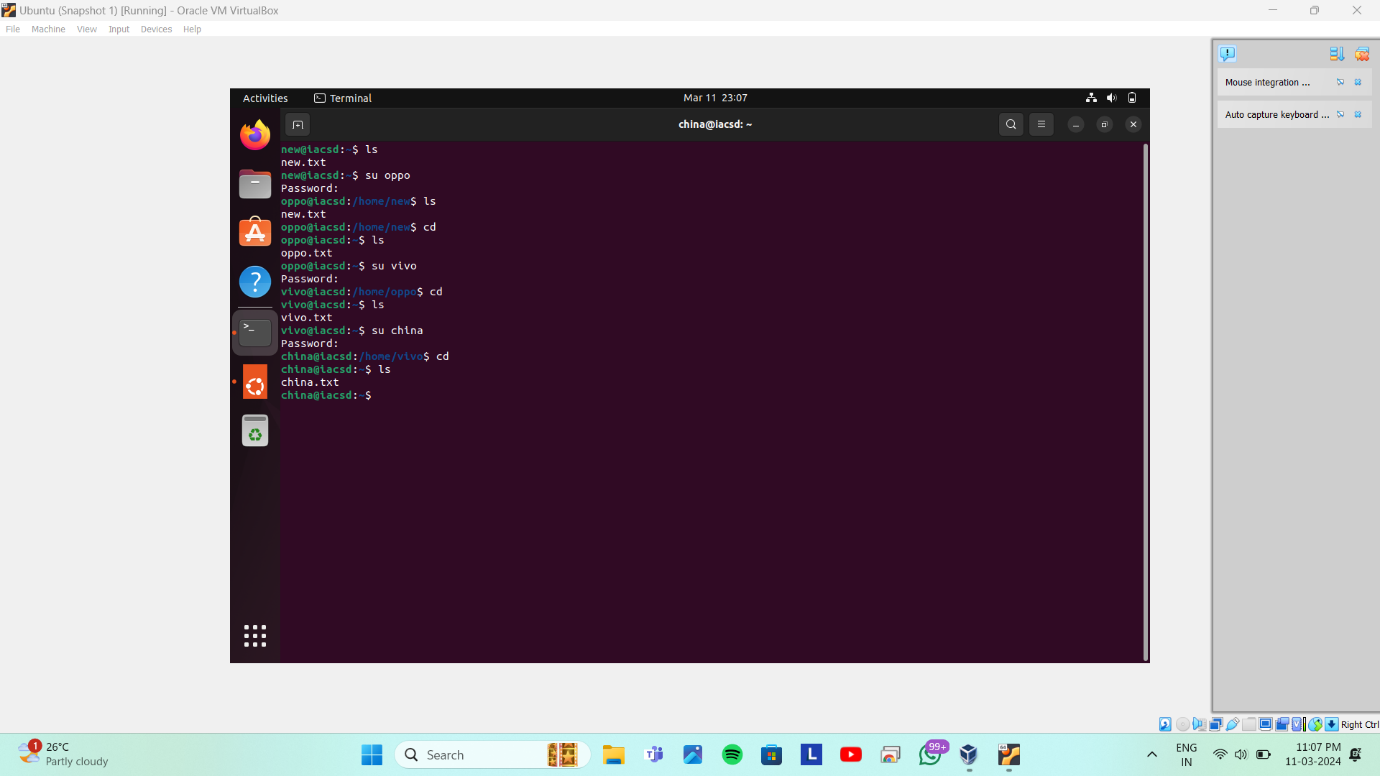 Ubuntu (Snapshot 1) [Running] - Oracle VM VirtualBox
File Machine View Input Devices Help
Mouse integration ...
Auto capture keyboard ...
Activities Terminal Mar 11 23:07
china@iacsd: ~
new@iacsd:~$ ls
new.txt
new@iacsd:~$ su oppo
Password:
oppo@iacsd:/home/new$ ls
new.txt
oppo@iacsd:/home/new$ cd
oppo@iacsd:~$ ls
oppo.txt
oppo@iacsd:~$ su vivo
Password:
vivo@iacsd:/home/oppo$ cd
vivo@iacsd:~$ ls
vivo.txt
vivo@iacsd:~$ su china
Password:
china@iacsd:/home/vivo$ cd
china@iacsd:~$ ls
china.txt
china@iacsd:~$
Right Ctrl
1
26°C
Partly cloudy
Search
L
99+
ENG
IN
11:07 PM
11-03-2024